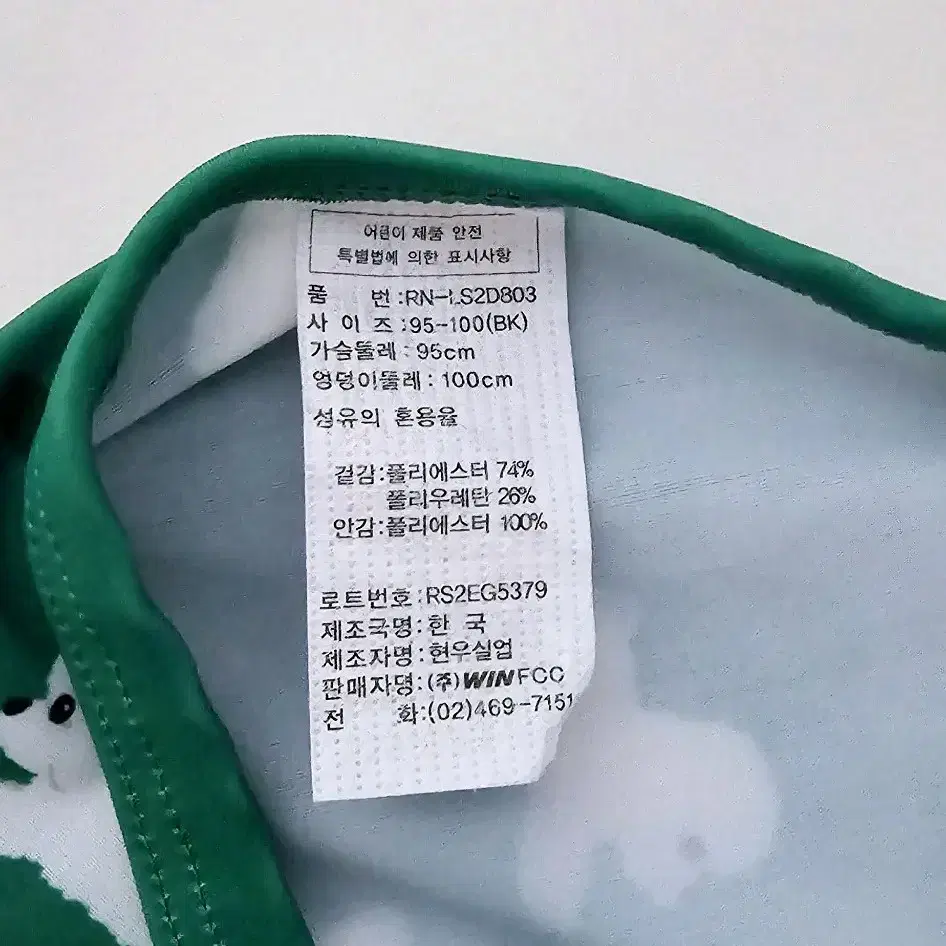 어린이 제품 안전
특별법에 의한 표시사항
품 번 :RN-LS2D803
사 이 즈 :95-100(BK)
가슴둘레 : 95cm
엉덩이둘레 : 100cm
섬유의 혼용율
겉감:폴리에스터 74%
폴리우레탄 26%
안감:폴리에스터 100%
로트번호:RS2EG5379
제조국명:한 국
제조자명:현우실업
판매자명:(주)WINFCC
전 화:(02)469-7151